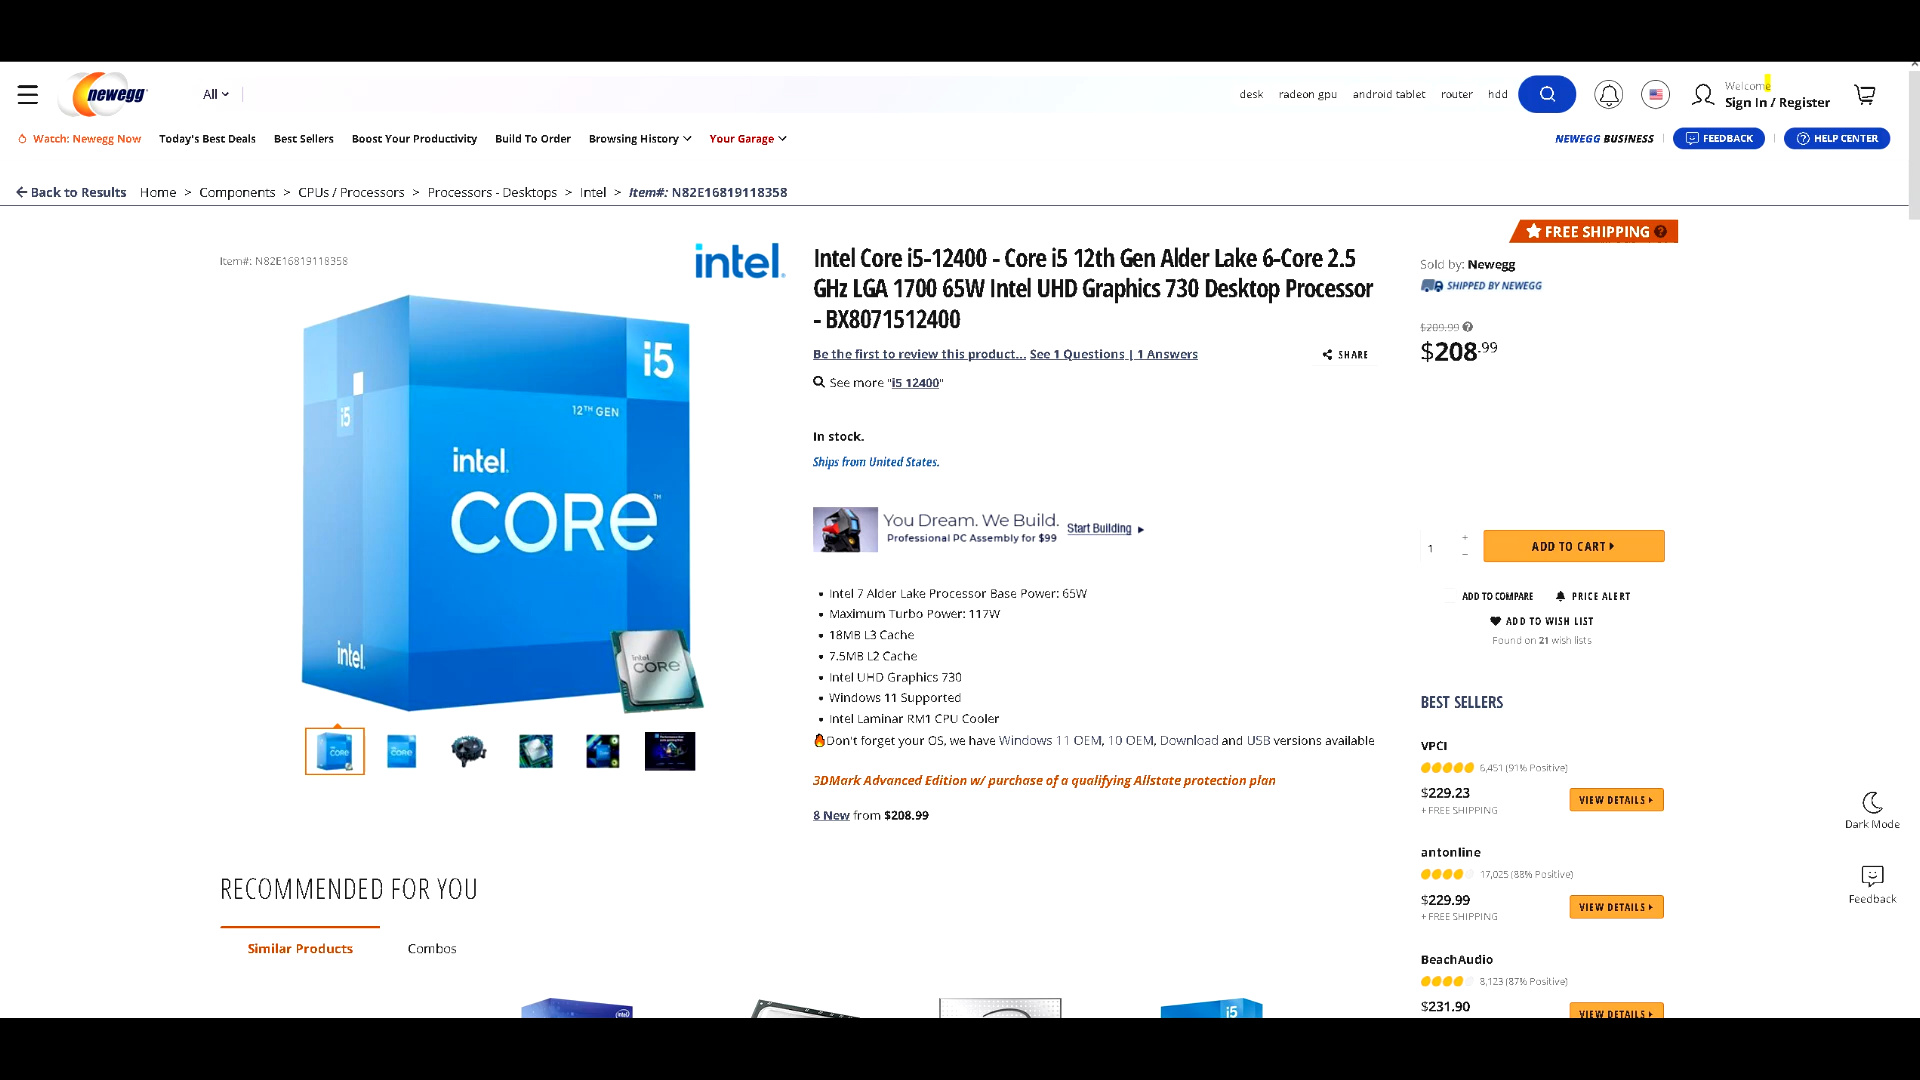 newegg
All
desk radeon gpu android tablet router hdd
Welcome
Sign In / Register
Watch: Newegg Now Today's Best Deals Best Sellers Boost Your Productivity Build To Order Browsing History Your Garage
NEWEGG BUSINESS FEEDBACK HELP CENTER
Back to Results Home > Components > CPUs / Processors > Processors - Desktops > Intel > Item#: N82E16819118358
FREE SHIPPING
Item#: N82E16819118358
intel.
Intel Core i5-12400 - Core i5 12th Gen Alder Lake 6-Core 2.5
GHz LGA 1700 65W Intel UHD Graphics 730 Desktop Processor
- BX8071512400
Be the first to review this product... See 1 Questions | 1 Answers
SHARE
See more "i5 12400"
In stock.
Ships from United States.
You Dream. We Build.
Professional PC Assembly for $99
Start Building
• Intel 7 Alder Lake Processor Base Power: 65W
• Maximum Turbo Power: 117W
• 18MB L3 Cache
• 7.5MB L2 Cache
• Intel UHD Graphics 730
• Windows 11 Supported
• Intel Laminar RM1 CPU Cooler
Don't forget your OS, we have Windows 11 OEM, 10 OEM, Download and USB versions available
3DMark Advanced Edition w/ purchase of a qualifying Allstate protection plan
8 New from $208.99
i5
i5
12TH GEN
intel.
CORE™
intel.
intel.
CORE
Sold by: Newegg
SHIPPED BY NEWEGG
$209.99
$208.99
1 + −
ADD TO CART
ADD TO COMPARE PRICE ALERT
ADD TO WISH LIST
Found on 21 wish lists
BEST SELLERS
VPCI
6,451 (91% Positive)
$229.23
+ FREE SHIPPING
VIEW DETAILS
antonline
17,025 (88% Positive)
$229.99
+ FREE SHIPPING
VIEW DETAILS
BeachAudio
8,123 (87% Positive)
$231.90
VIEW DETAILS
Dark Mode
Feedback
RECOMMENDED FOR YOU
Similar Products Combos
intel
i5